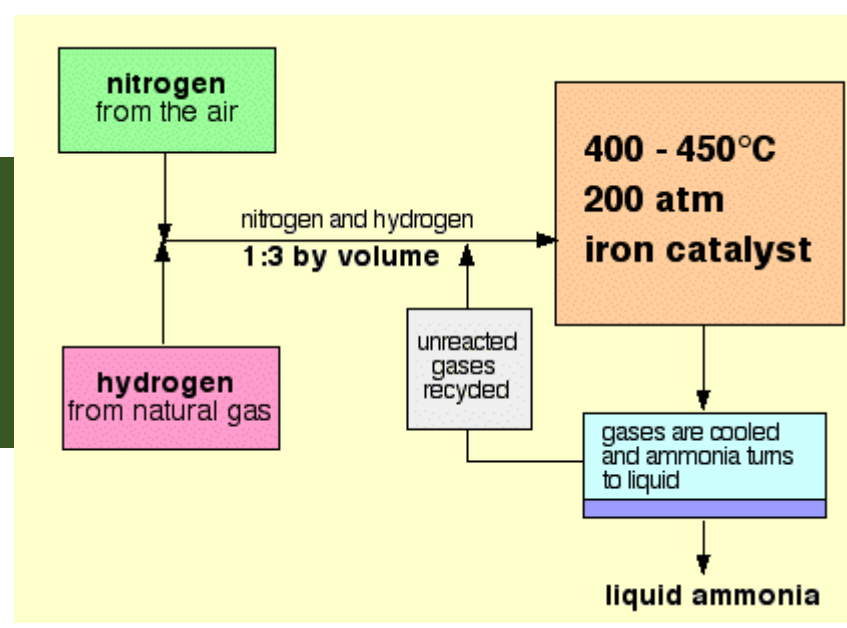 nitrogen
from the air
nitrogen and hydrogen
1:3 by volume
400 - 450°C
200 atm
iron catalyst
hydrogen
from natural gas
unreacted
gases
recycled
gases are cooled
and ammonia turns
to liquid
liquid ammonia